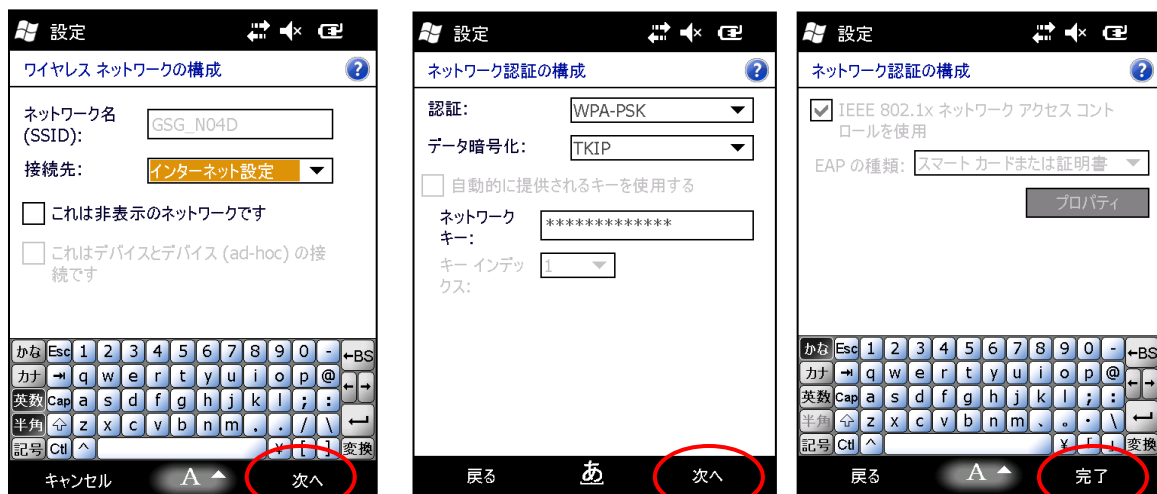 設定
ワイヤレス ネットワークの構成
ネットワーク名
(SSID):
GSG_N04D
接続先:
インターネット設定
これは非表示のネットワークです
これはデバイスとデバイス (ad-hoc) の接
続です
かな Esc 1 2 3 4 5 6 7 8 9 0 - ←BS
カナ q w e r t y u i o p @ ← →
英数 Cap a s d f g h j k l ; :
半角 z x c v b n m , . / \
記号 Ctl ^ ¥ [ ] 変換
キャンセル
A
次へ
設定
ネットワーク認証の構成
認証:
WPA-PSK
データ暗号化:
TKIP
自動的に提供されるキーを使用する
ネットワーク
キー:
*************
キー インデッ
クス:
1
戻る
あ
次へ
設定
ネットワーク認証の構成
IEEE 802.1x ネットワーク アクセス コント
ロールを使用
EAP の種類:
スマート カードまたは証明書
プロパティ
かな Esc 1 2 3 4 5 6 7 8 9 0 - ←BS
カナ q w e r t y u i o p @ ← →
英数 Cap a s d f g h j k l ; :
半角 z x c v b n m 、 。 ・ \
記号 Ctl ^ ¥ 変換
戻る
A
完了